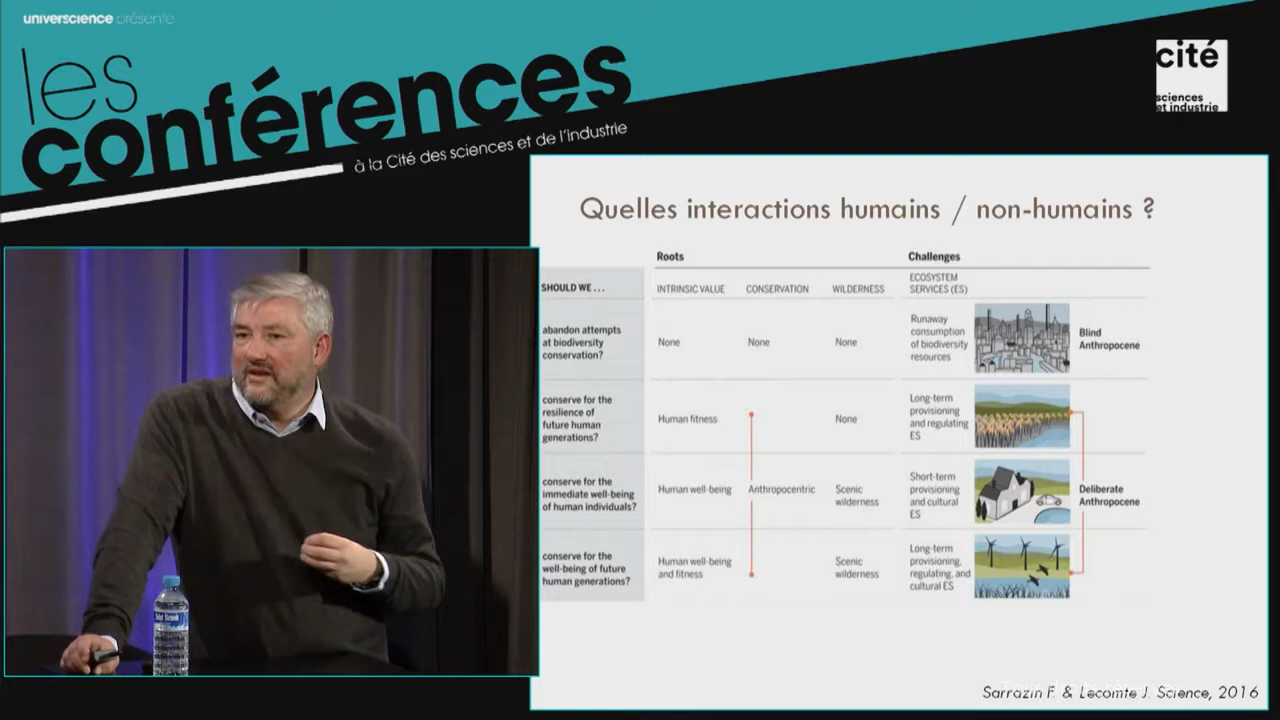 universcience présente
les
conférences
à la Cité des sciences et de l'industrie
cité
sciences
et industrie
Quelles interactions humains / non-humains ?
Roots
Challenges
SHOULD WE . . .
INTRINSIC VALUE
CONSERVATION
WILDERNESS
ECOSYSTEM
SERVICES (ES)
abandon attempts
at biodiversity
conservation?
None
None
None
Runaway
consumption
of biodiversity
resources
Blind
Anthropocene
conserve for the
resilience of
future human
generations?
Human fitness
None
Long-term
provisioning
and regulating
ES
conserve for the
immediate well-being
of human individuals?
Human well-being
Anthropocentric
Scenic
wilderness
Short-term
provisioning
and cultural
ES
Deliberate
Anthropocene
conserve for the
well-being of future
human generations?
Human well-being
and fitness
Scenic
wilderness
Long-term
provisioning,
regulating, and
cultural ES
Sarrazin F. & Lecomte J. Science, 2016